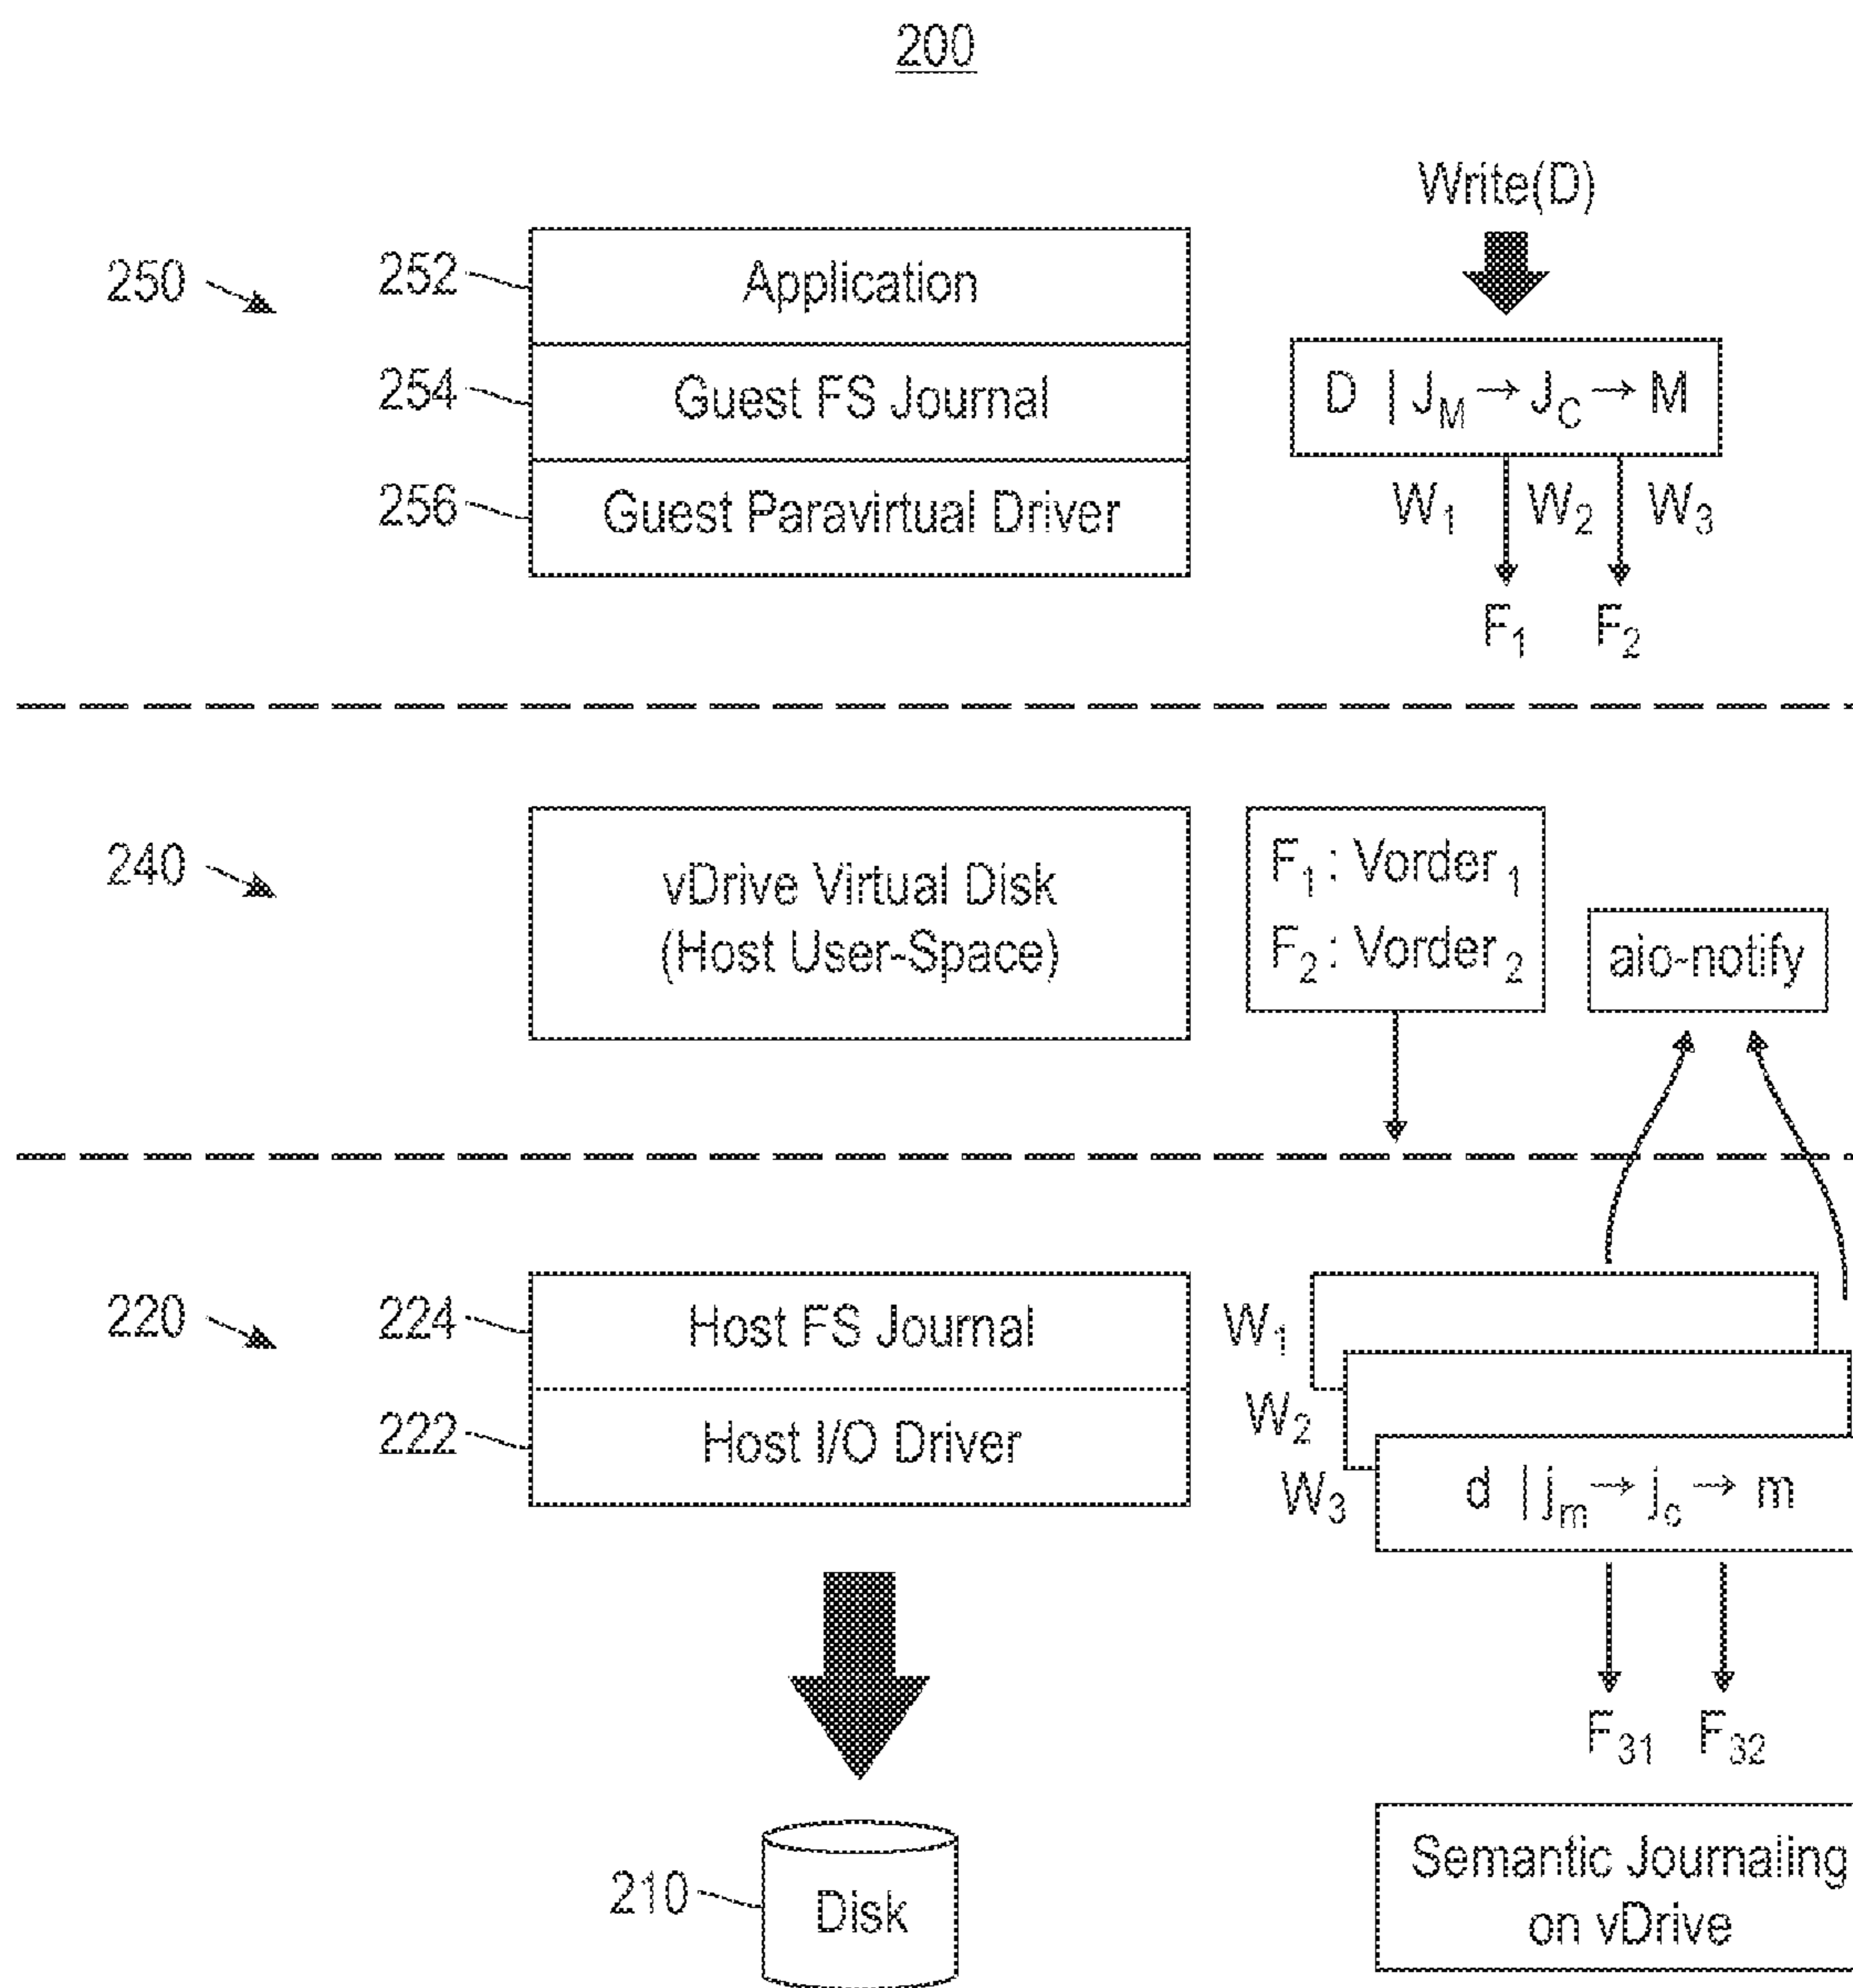 200
Write(D)
250
252
Application
254
Guest FS Journal
D | J_M → J_C → M
256
Guest Paravirtual Driver
W_1 W_2 W_3
F_1 F_2
240
vDrive Virtual Disk
(Host User-Space)
F_1 : Vorder_1
F_2 : Vorder_2
aio-notify
220
224
Host FS Journal
W_1
222
Host I/O Driver
W_2
W_3
d | j_m → j_c → m
F_31 F_32
210
Disk
Semantic Journaling
on vDrive